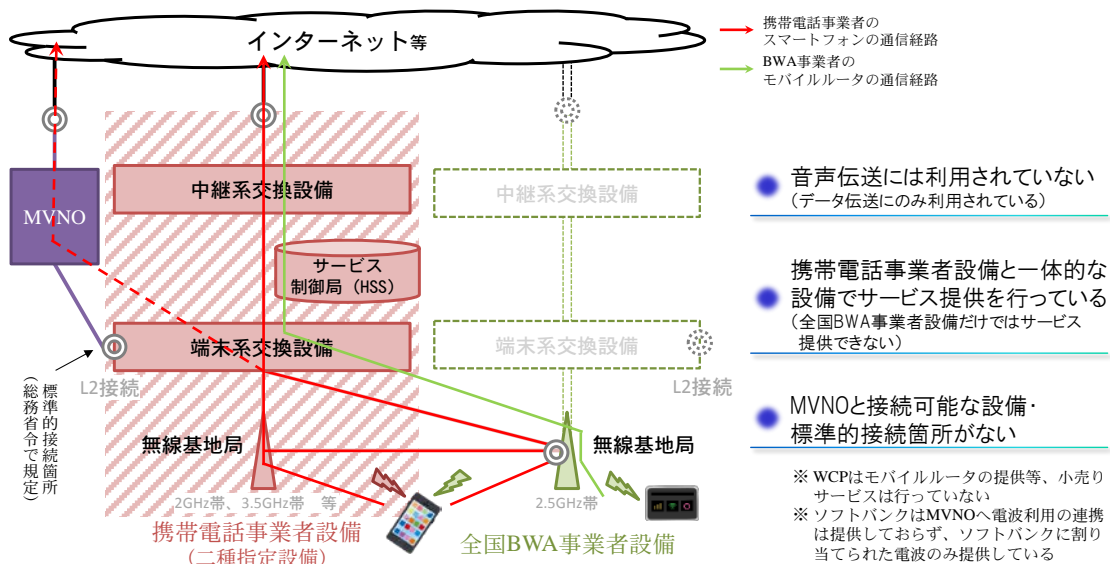 インターネット等
携帯電話事業者の
スマートフォンの通信経路
BWA事業者の
モバイルルータの通信経路
MVNO
中継系交換設備
中継系交換設備
サービス
制御局（HSS）
端末系交換設備
端末系交換設備
L2接続
L2接続
標準的接続箇所
（総務省令で規定）
無線基地局
無線基地局
2GHz帯、3.5GHz帯　等
2.5GHz帯
携帯電話事業者設備
（二種指定設備）
全国BWA事業者設備
音声伝送には利用されていない
（データ伝送にのみ利用されている）
携帯電話事業者設備と一体的な
設備でサービス提供を行っている
（全国BWA事業者設備だけではサービス
提供できない）
MVNOと接続可能な設備・
標準的接続箇所がない
※ WCPはモバイルルータの提供等、小売り
サービスは行っていない
※ ソフトバンクはMVNOへ電波利用の連携
は提供しておらず、ソフトバンクに割り
当てられた電波のみ提供している